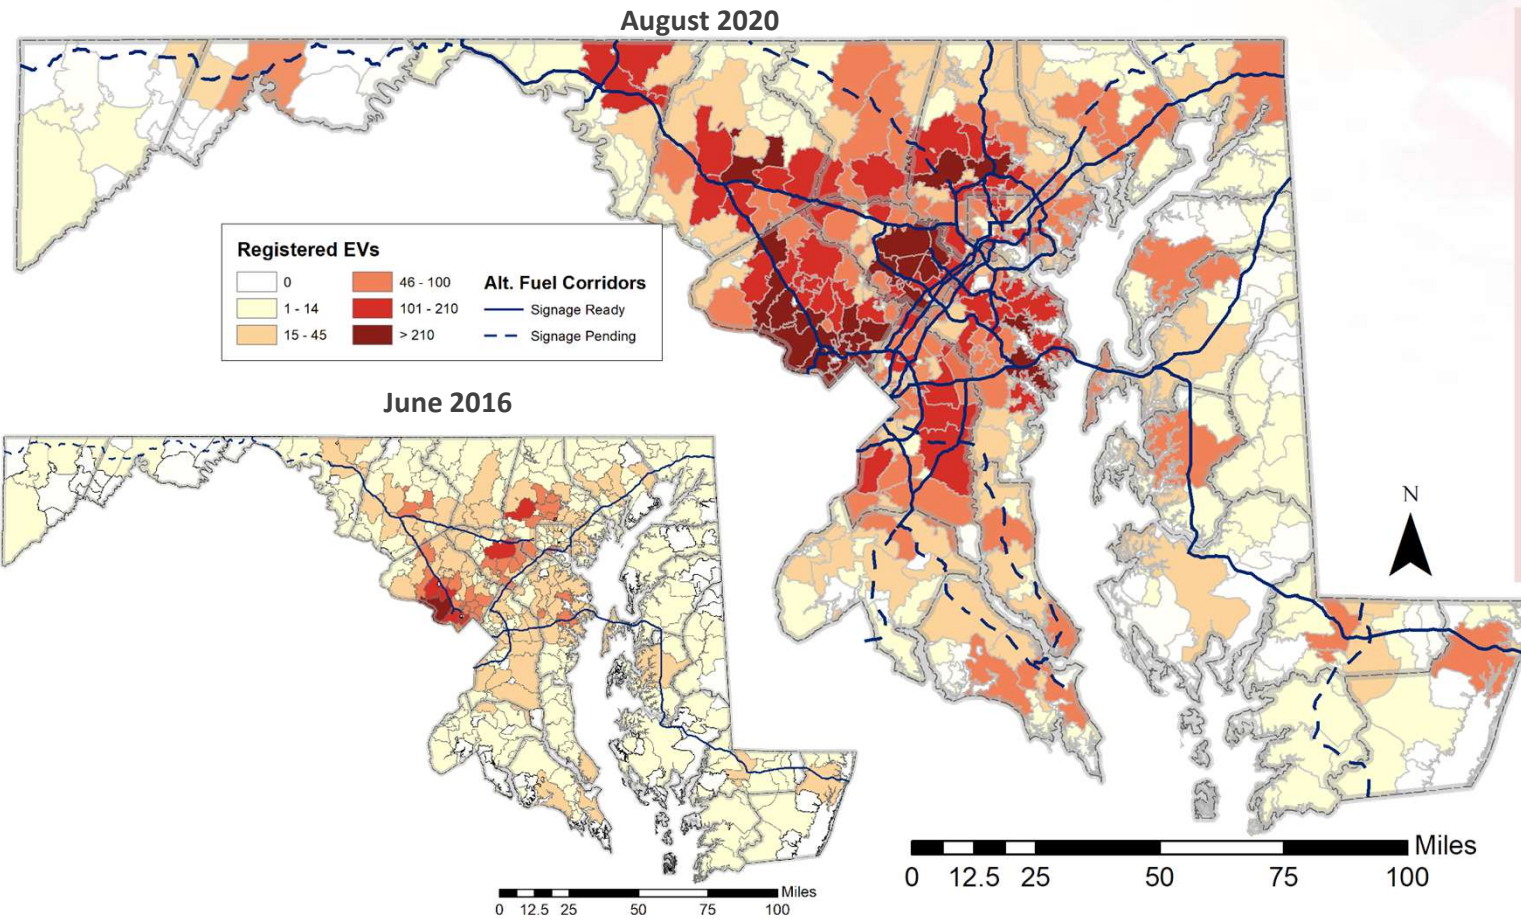 August 2020
Registered EVs
0
1 - 14
15 - 45
46 - 100
101 - 210
> 210
Alt. Fuel Corridors
Signage Ready
Signage Pending
June 2016
N
Miles
0 12.5 25 50 75 100
Miles
0 12.5 25 50 75 100